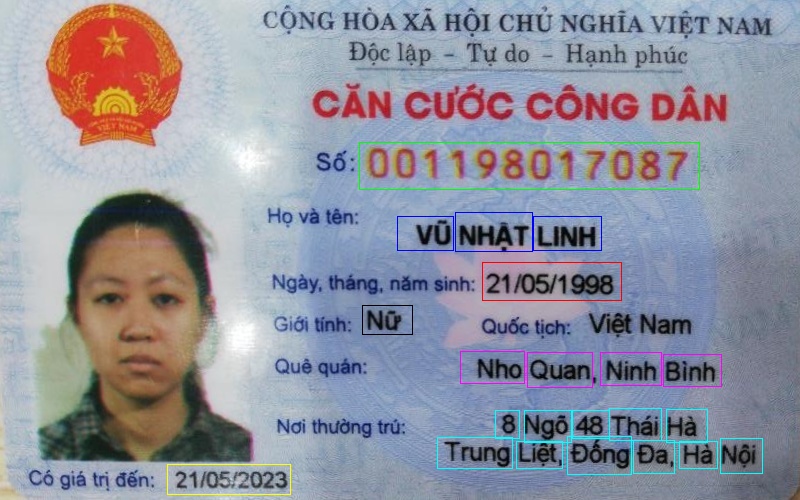 CỘNG HÒA XÃ HỘI CHỦ NGHĨA VIỆT NAM
Độc lập - Tự do - Hạnh phúc
CĂN CƯỚC CÔNG DÂN
Số: 001198017087
Họ và tên: VŨ NHẬT LINH
Ngày, tháng, năm sinh: 21/05/1998
Giới tính: Nữ Quốc tịch: Việt Nam
Quê quán: Nho Quan, Ninh Bình
Nơi thường trú: 8 Ngõ 48 Thái Hà
Trung Liệt, Đống Đa, Hà Nội
Có giá trị đến: 21/05/2023